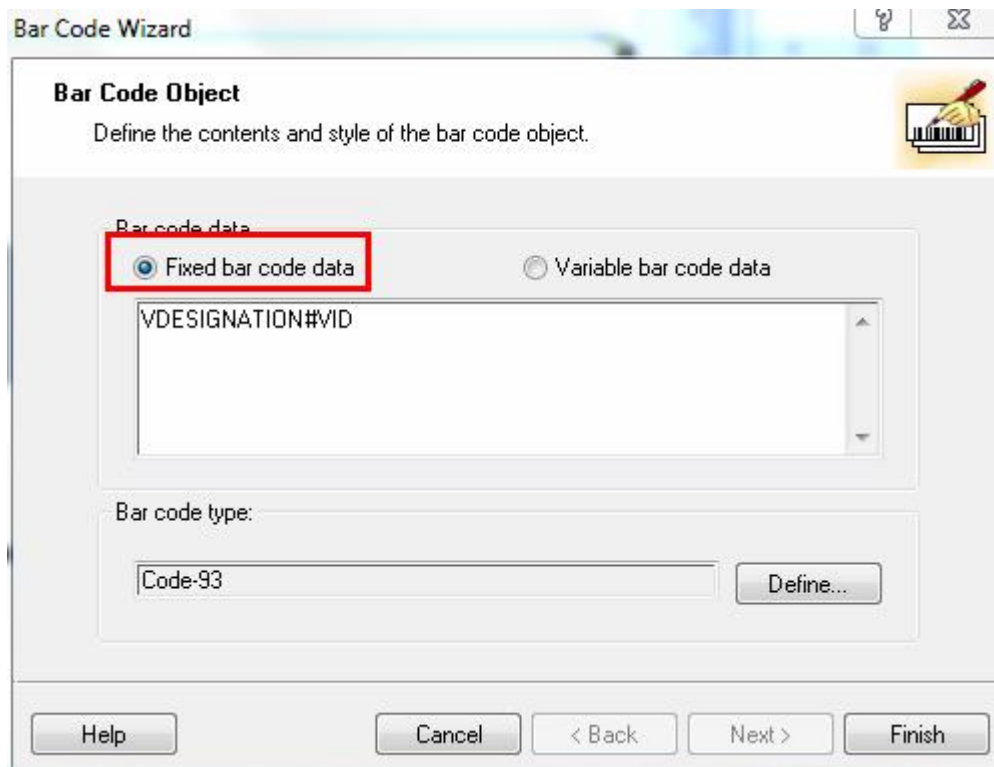 Bar Code Wizard
Bar Code Object
Define the contents and style of the bar code object.
Bar code data
Fixed bar code data
Variable bar code data
VDESIGNATION#VID
Bar code type:
Code-93
Define...
Help
Cancel
< Back
Next >
Finish